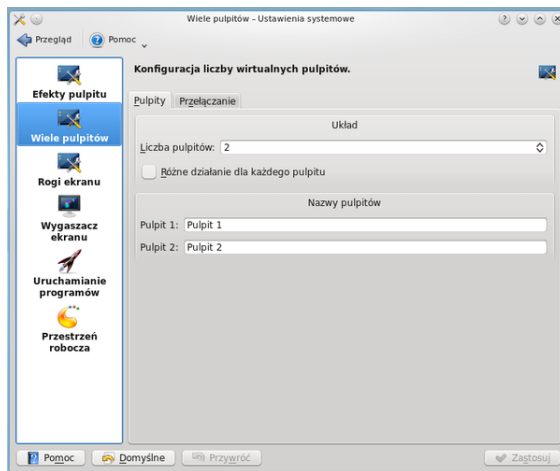 Wiele pulpitów – Ustawienia systemowe
Przegląd Pomoc
Efekty pulpitu
Wiele pulpitów
Rogi ekranu
Wygaszacz
ekranu
Uruchamianie
programów
Przestrzeń
robocza
Konfiguracja liczby wirtualnych pulpitów.
Pulpity Przełączanie
Układ
Liczba pulpitów: 2
Różne działanie dla każdego pulpitu
Nazwy pulpitów
Pulpit 1: Pulpit 1
Pulpit 2: Pulpit 2
Pomoc Domyślne Przywróć Zastosuj